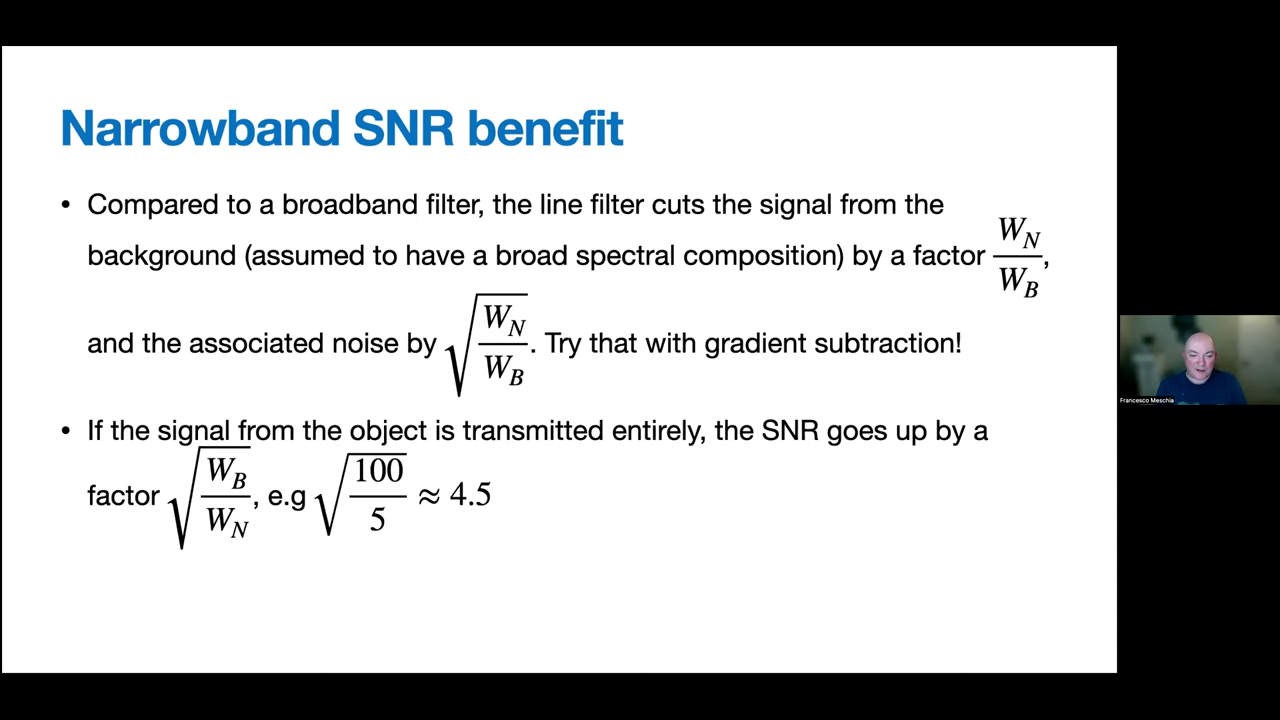 Narrowband SNR benefit
• Compared to a broadband filter, the line filter cuts the signal from the
background (assumed to have a broad spectral composition) by a factor W_N/W_B,
and the associated noise by √(W_N/W_B). Try that with gradient subtraction!
• If the signal from the object is transmitted entirely, the SNR goes up by a
factor √(W_B/W_N), e.g √(100/5) ≈ 4.5
Francesco Meschia